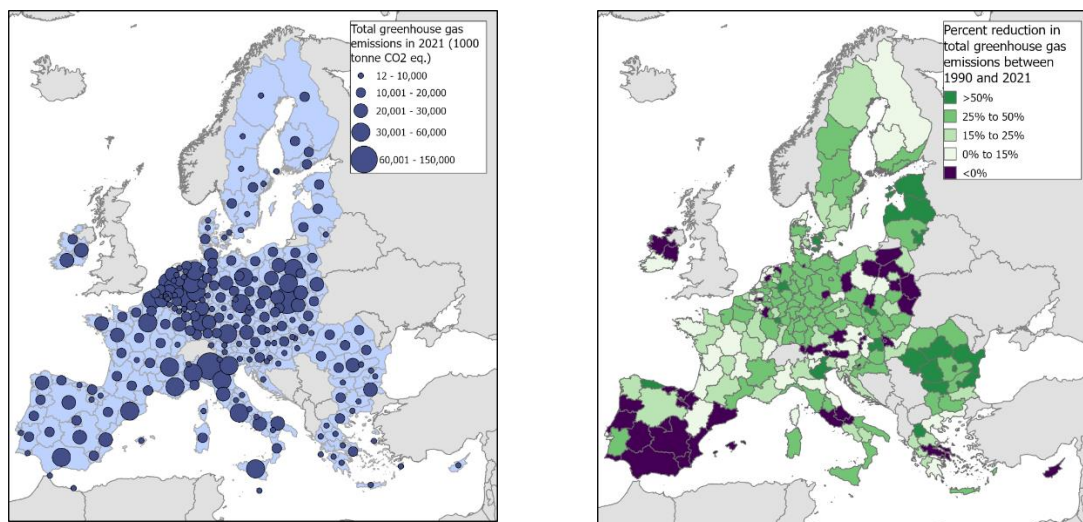 Total greenhouse gas
emissions in 2021 (1000
tonne CO2 eq.)
12 - 10,000
10,001 - 20,000
20,001 - 30,000
30,001 - 60,000
60,001 - 150,000
Percent reduction in
total greenhouse gas
emissions between
1990 and 2021
>50%
25% to 50%
15% to 25%
0% to 15%
<0%